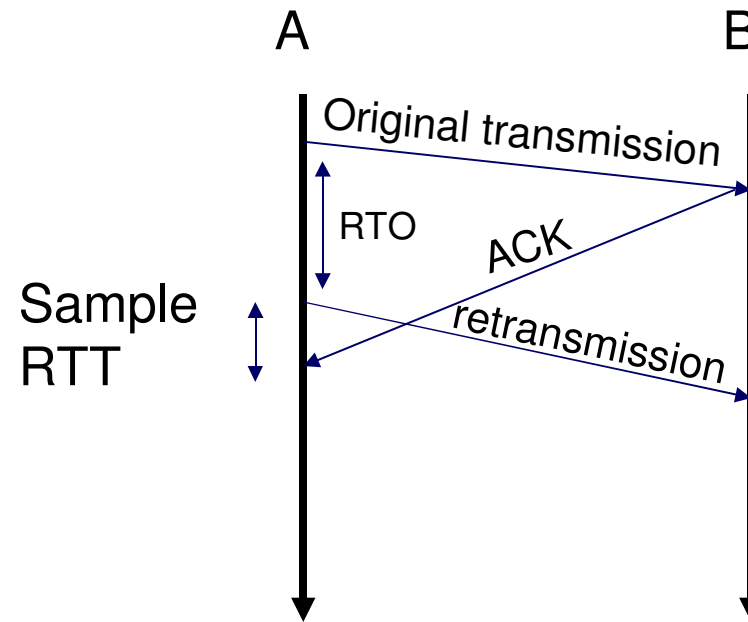 A
B
Original transmission
RTO
ACK
Sample
RTT
retransmission